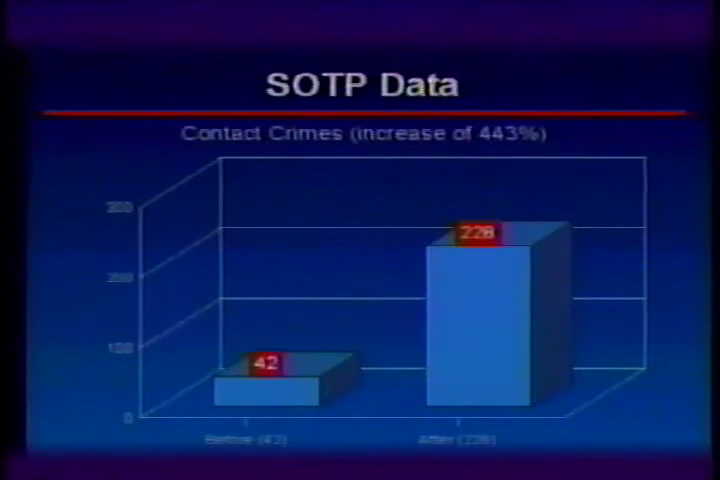 SOTP Data
Contact Crimes (increase of 443%)
300
228
200
100
42
0
Before (42) After (228)